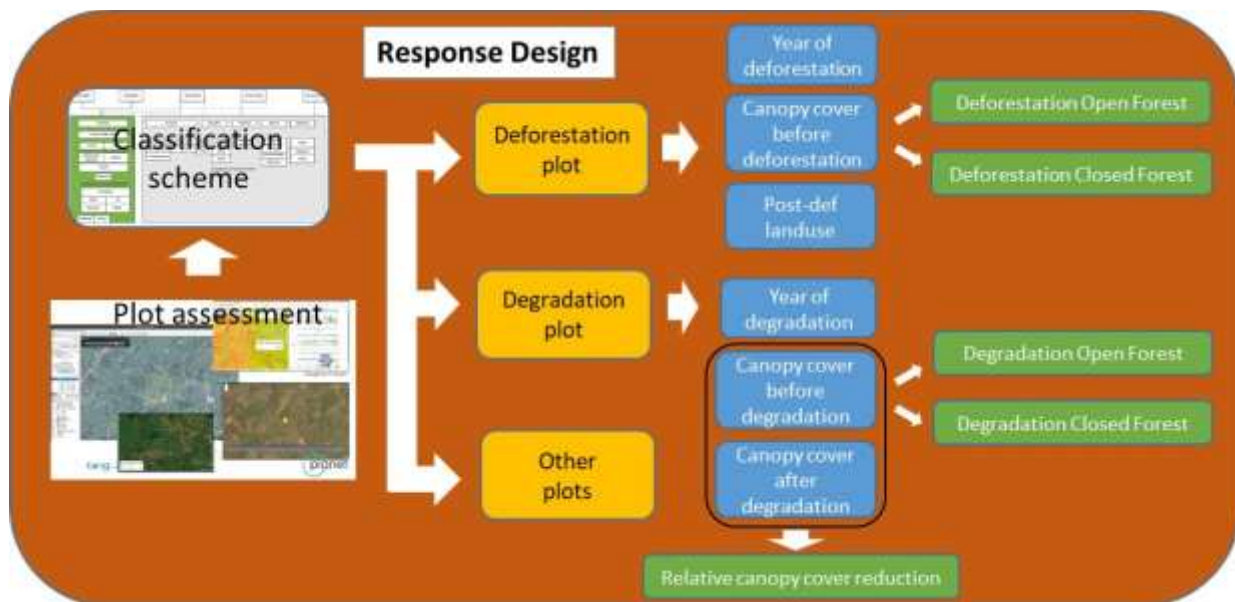 Response Design
Classification
scheme
Plot assessment
Deforestation
plot
Degradation
plot
Other
plots
Year of
deforestation
Canopy cover
before
deforestation
Post-def
landuse
Year of
degradation
Canopy cover
before
degradation
Canopy cover
after
degradation
Deforestation Open Forest
Deforestation Closed Forest
Degradation Open Forest
Degradation Closed Forest
Relative canopy cover reduction
planet